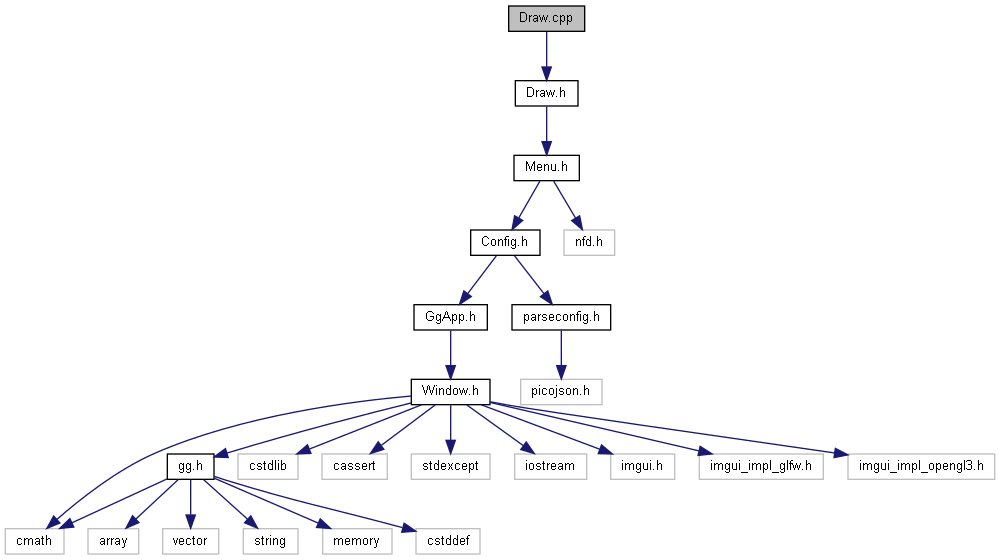 Draw.cpp
Draw.h
Menu.h
Config.h
nfd.h
GgApp.h
parseconfig.h
Window.h
picojson.h
gg.h
cstdlib
cassert
stdexcept
iostream
imgui.h
imgui_impl_glfw.h
imgui_impl_opengl3.h
cmath
array
vector
string
memory
cstddef